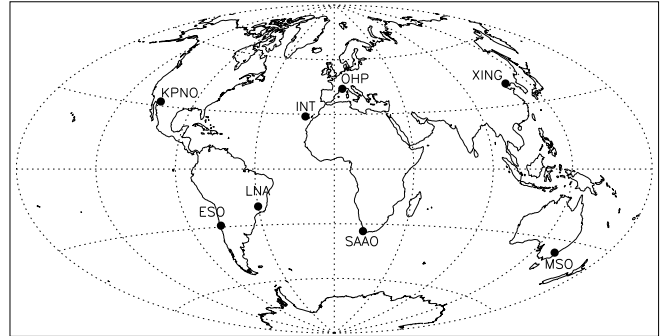 XING
OHP
KPNO
INT
LNA
ESO
SAAO
MSO